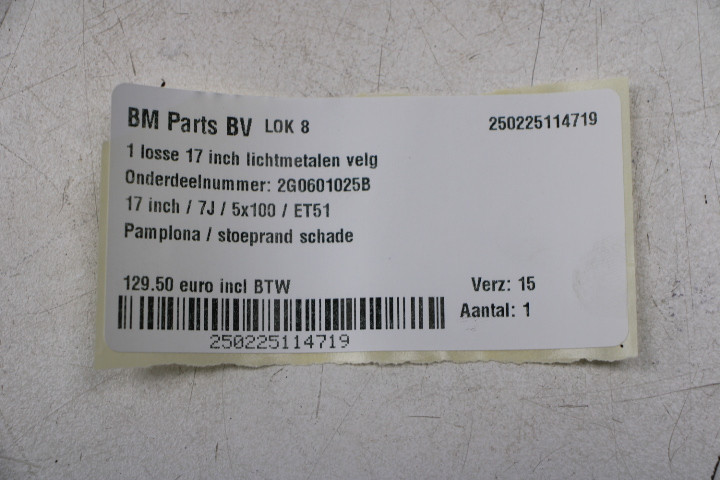 BM Parts BV LOK 8 250225114719
1 losse 17 inch lichtmetalen velg
Onderdeelnummer: 2G0601025B
17 inch / 7J / 5x100 / ET51
Pamplona / stoeprand schade
129.50 euro incl BTW Verz: 15
Aantal: 1
250225114719